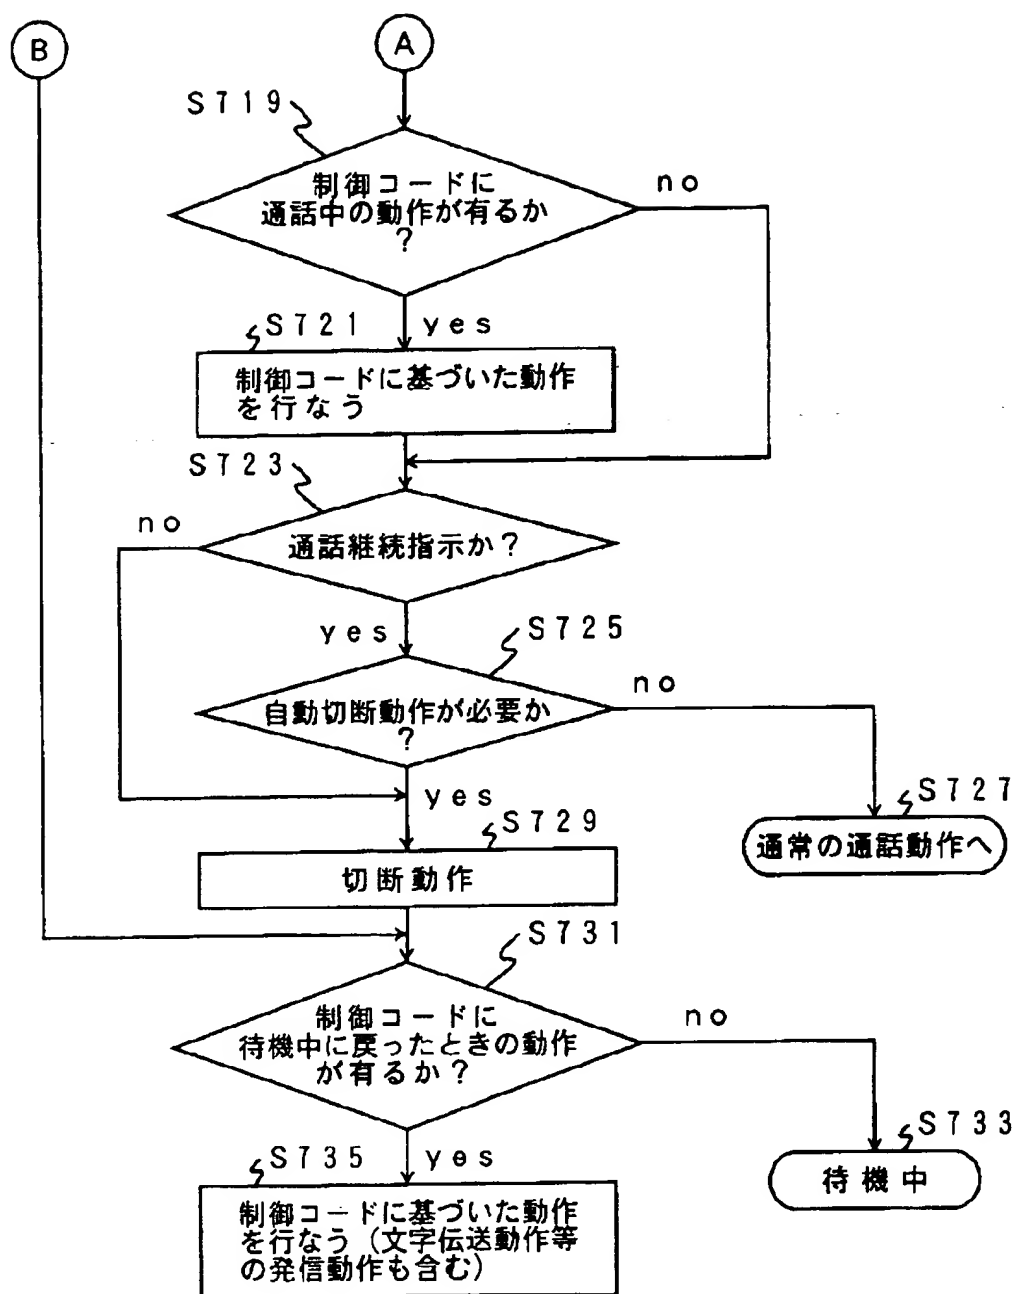 B
A
S719
制御コードに
通話中の動作が有るか
?
no
yes
S721
制御コードに基づいた動作
を行なう
S723
no
通話継続指示か?
yes
S725
自動切断動作が必要か
?
no
yes
S727
通常の通話動作へ
S729
切断動作
S731
制御コードに
待機中に戻ったときの動作
が有るか?
no
yes
S733
待機中
S735
制御コードに基づいた動作
を行なう(文字伝送動作等
の発信動作も含む)